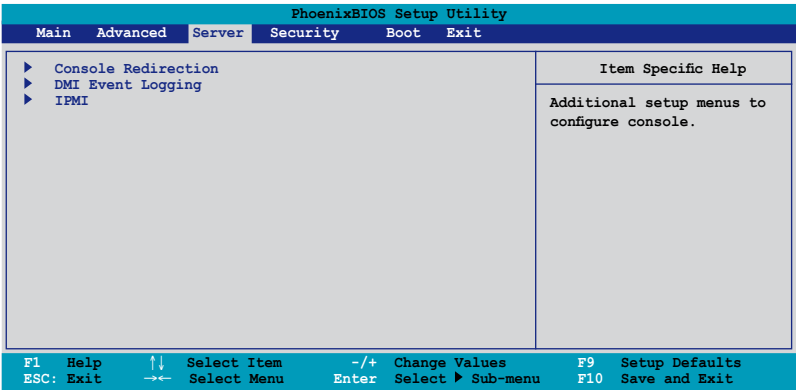 PhoenixBIOS Setup Utility
Main Advanced Server Security Boot Exit
Console Redirection
DMI Event Logging
IPMI
Item Specific Help
Additional setup menus to
configure console.
F1 Help ↑↓ Select Item -/+ Change Values F9 Setup Defaults
ESC: Exit →← Select Menu Enter Select ▶ Sub-menu F10 Save and Exit